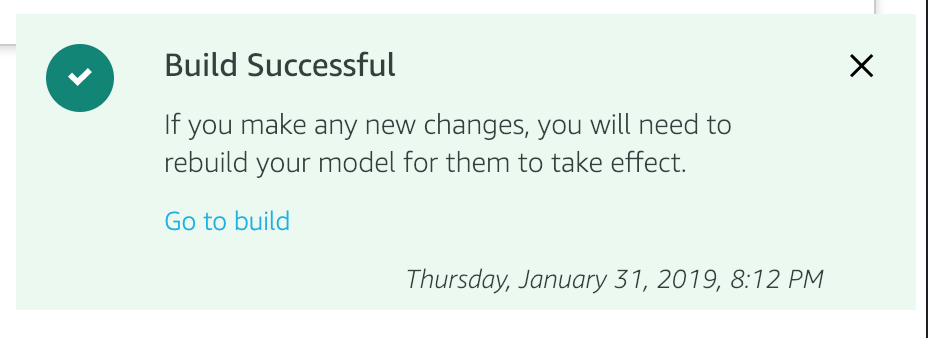 Build Successful
If you make any new changes, you will need to
rebuild your model for them to take effect.
Go to build
Thursday, January 31, 2019, 8:12 PM